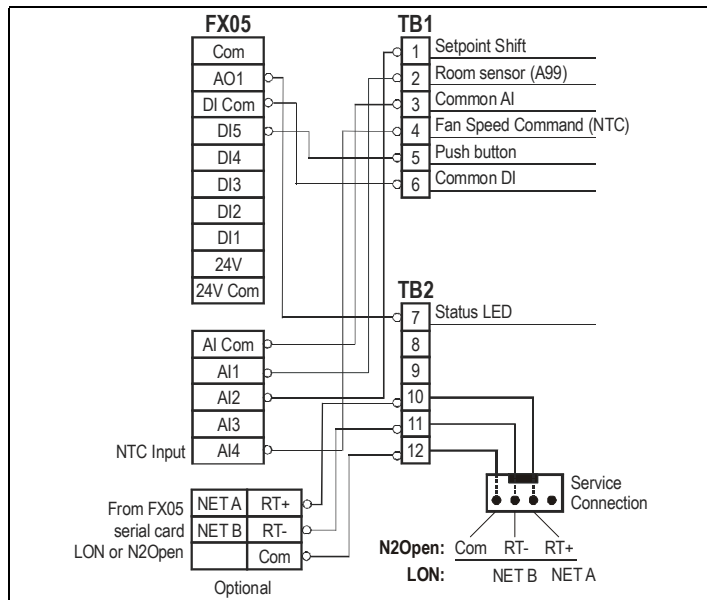 FX05
Com
AO1
DI Com
DI5
DI4
DI3
DI2
DI1
24V
24V Com
AI Com
AI1
AI2
AI3
NTC Input AI4
From FX05
serial card
LON or N2Open
NET A RT+
NET B RT-
Com
Optional
TB1
1 Setpoint Shift
2 Room sensor (A99)
3 Common AI
4 Fan Speed Command (NTC)
5 Push button
6 Common DI
TB2
7 Status LED
8
9
10
11
12
Service
Connection
N2Open: Com RT- RT+
LON: NET B NET A